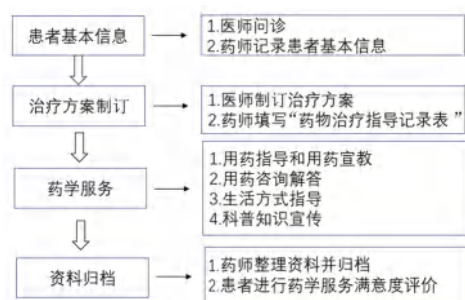 患者基本信息
1.医师问诊
2.药师记录患者基本信息
治疗方案制订
1.医师制订治疗方案
2.药师填写“药物治疗指导记录表”
药学服务
1.用药指导和用药宣教
2.用药咨询解答
3.生活方式指导
4.科普知识宣传
资料归档
1.药师整理资料并归档
2.患者进行药学服务满意度评价